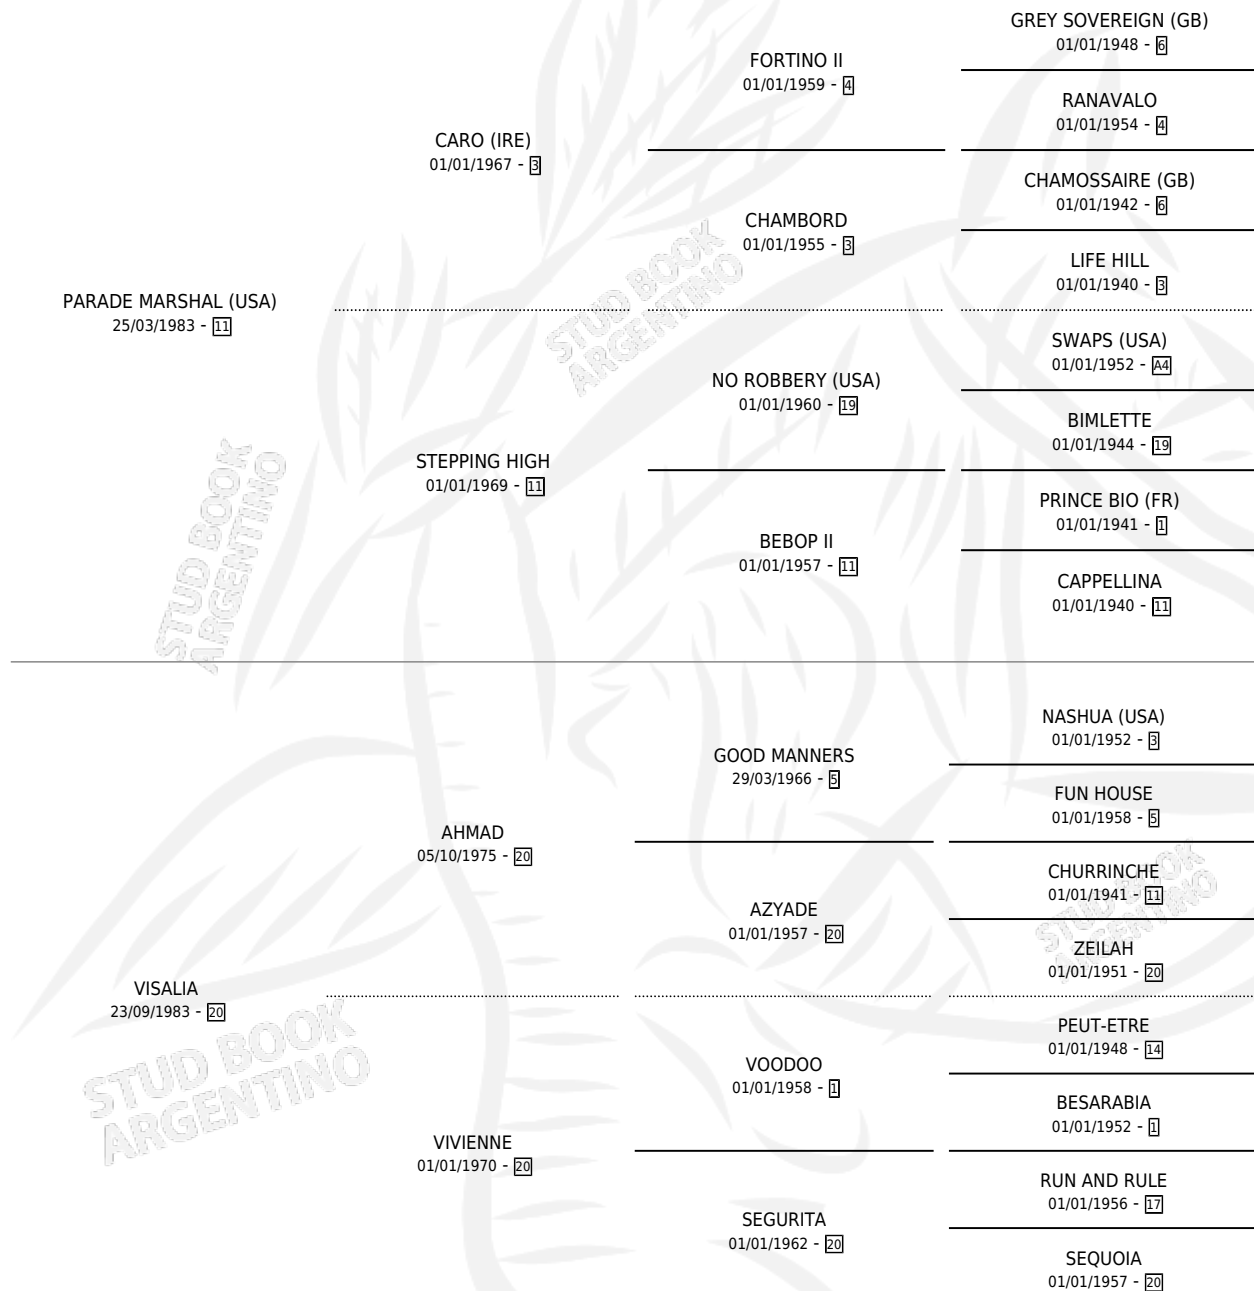 GREY SOVEREIGN (GB)
01/01/1948 - 6
FORTINO II
01/01/1959 - 4
RANAVALO
01/01/1954 - 4
CARO (IRE)
01/01/1967 - 3
CHAMOSSAIRE (GB)
01/01/1942 - 6
CHAMBORD
01/01/1955 - 3
LIFE HILL
01/01/1940 - 3
PARADE MARSHAL (USA)
25/03/1983 - 11
SWAPS (USA)
01/01/1952 - A4
NO ROBBERY (USA)
01/01/1960 - 19
BIMLETTE
01/01/1944 - 19
STEPPING HIGH
01/01/1969 - 11
PRINCE BIO (FR)
01/01/1941 - 1
BEBOP II
01/01/1957 - 11
CAPPELLINA
01/01/1940 - 11
NASHUA (USA)
01/01/1952 - 3
GOOD MANNERS
29/03/1966 - 5
FUN HOUSE
01/01/1958 - 5
AHMAD
05/10/1975 - 20
CHURRINCHE
01/01/1941 - 11
AZYADE
01/01/1957 - 20
ZEILAH
01/01/1951 - 20
VISALIA
23/09/1983 - 20
PEUT-ETRE
01/01/1948 - 14
VOODOO
01/01/1958 - 1
BESARABIA
01/01/1952 - 1
VIVIENNE
01/01/1970 - 20
RUN AND RULE
01/01/1956 - 17
SEGURITA
01/01/1962 - 20
SEQUOIA
01/01/1957 - 20
STUD BOOK
ARGENTINO
STUD BOOK
ARGENTINO
STUD BOOK
ARGENTINO
STUD BOOK
ARGENTINO